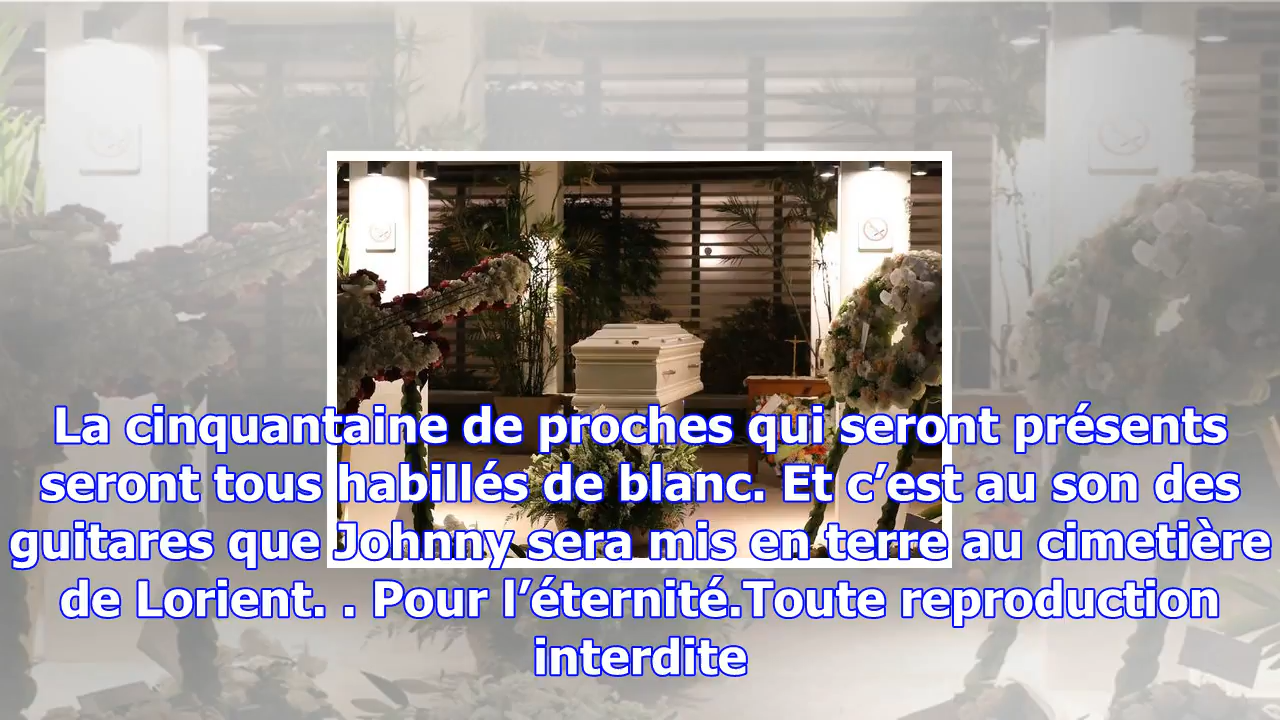 La cinquantaine de proches qui seront présents
seront tous habillés de blanc. Et c’est au son des
guitares que Johnny sera mis en terre au cimetière
de Lorient. . Pour l’éternité.Toute reproduction
interdite